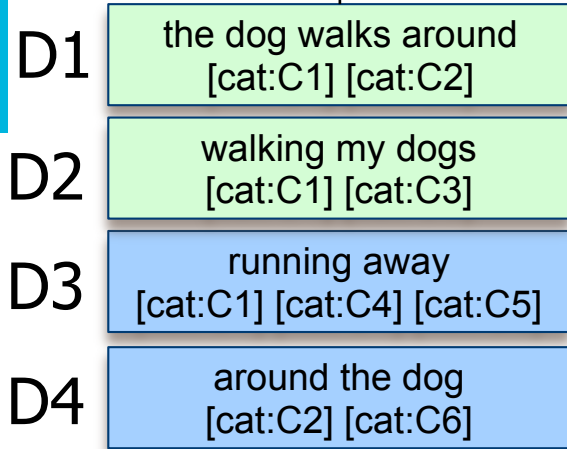 D1
the dog walks around
[cat:C1] [cat:C2]
D2
walking my dogs
[cat:C1] [cat:C3]
D3
running away
[cat:C1] [cat:C4] [cat:C5]
D4
around the dog
[cat:C2] [cat:C6]